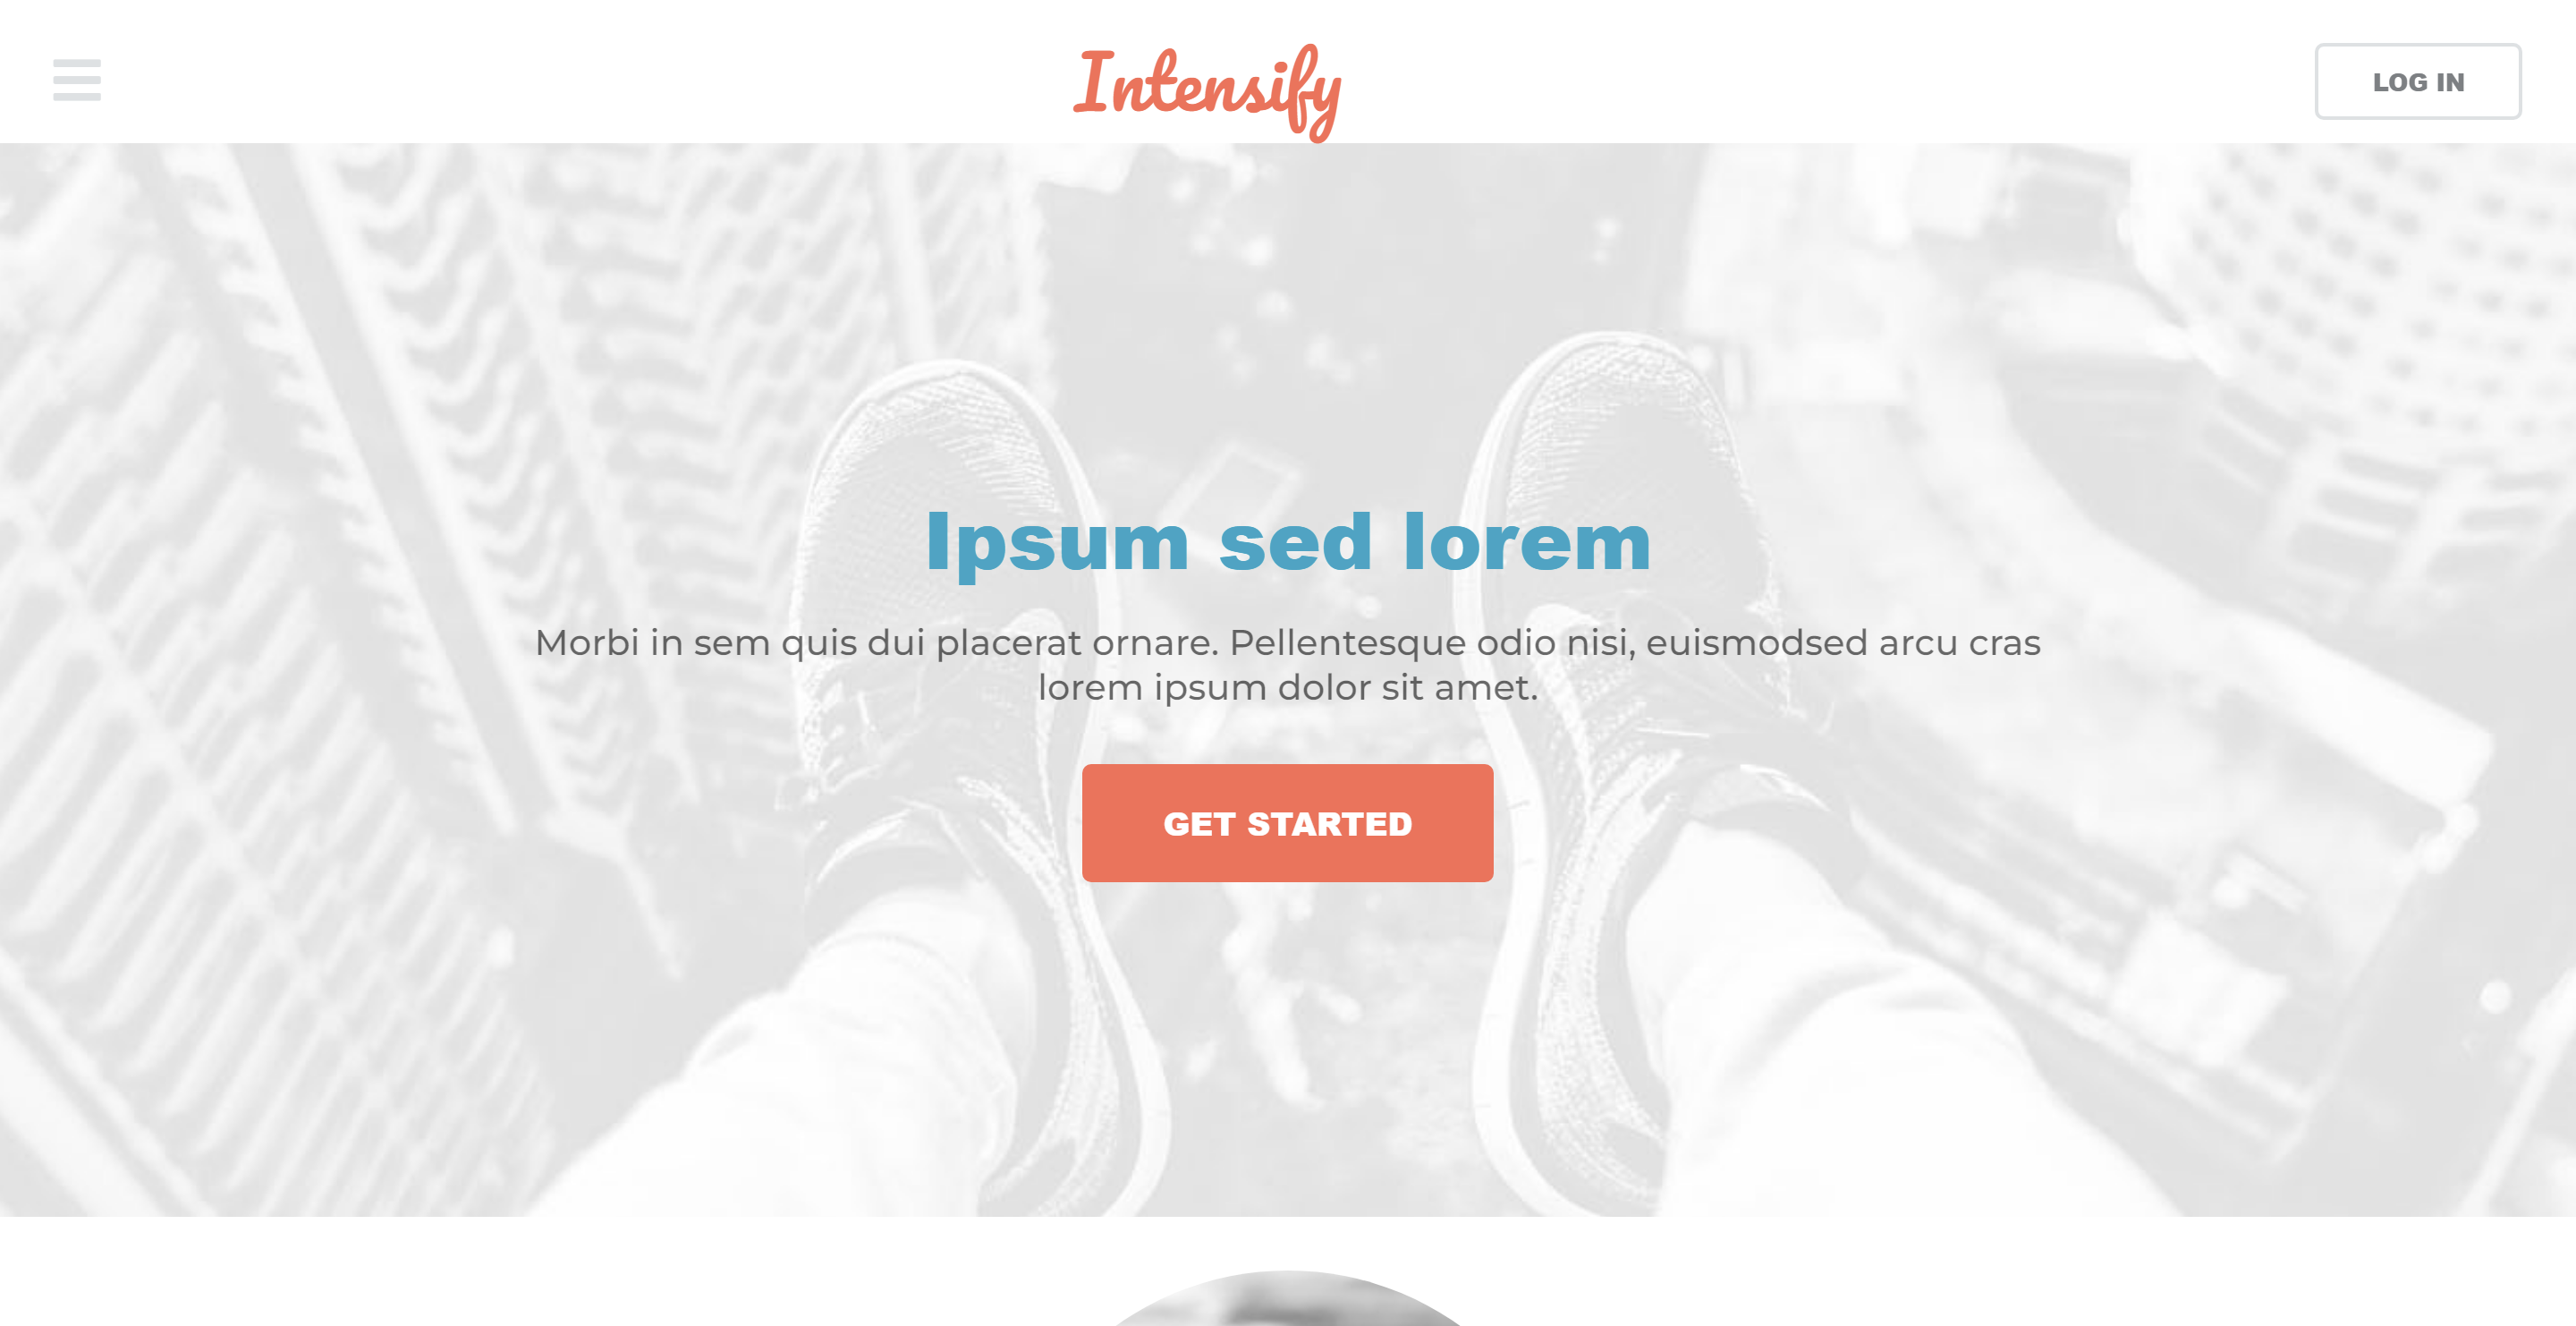 Intensify
LOG IN
Ipsum sed lorem
Morbi in sem quis dui placerat ornare. Pellentesque odio nisi, euismodsed arcu cras
lorem ipsum dolor sit amet.
GET STARTED